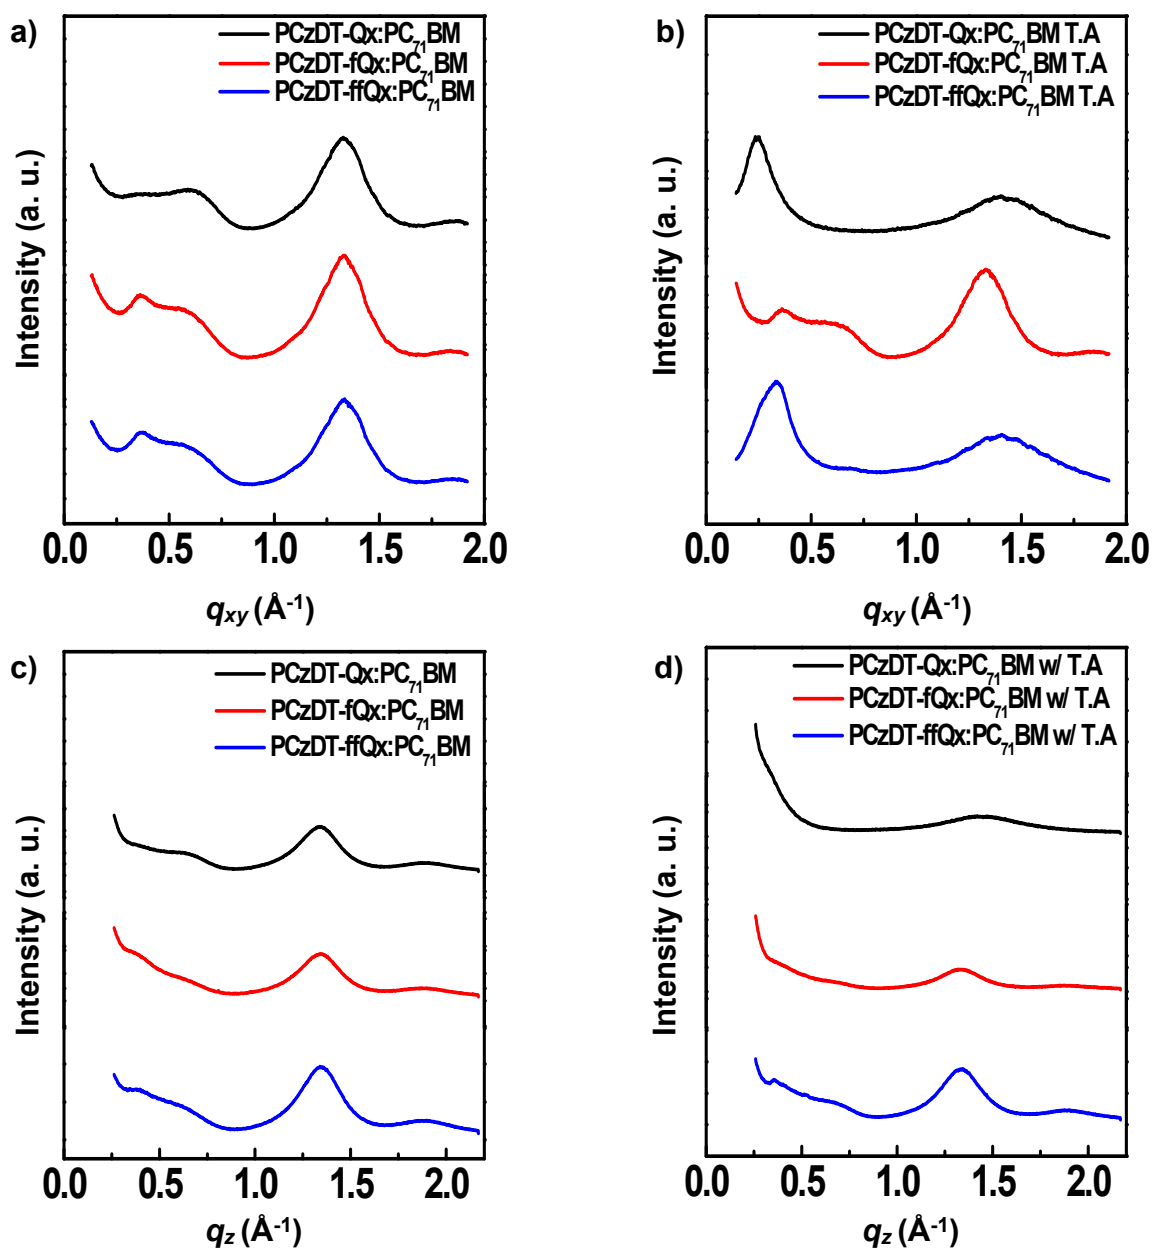 a)
PCzDT-Qx:PC71BM
PCzDT-fQx:PC71BM
PCzDT-ffQx:PC71BM
Intensity (a. u.)
0.0 0.5 1.0 1.5 2.0
qxy (Å-1)
b)
PCzDT-Qx:PC71BM T.A
PCzDT-fQx:PC71BM T.A
PCzDT-ffQx:PC71BM T.A
Intensity (a. u.)
0.0 0.5 1.0 1.5 2.0
qxy (Å-1)
c)
PCzDT-Qx:PC71BM
PCzDT-fQx:PC71BM
PCzDT-ffQx:PC71BM
Intensity (a. u.)
0.0 0.5 1.0 1.5 2.0
qz (Å-1)
d)
PCzDT-Qx:PC71BM w/ T.A
PCzDT-fQx:PC71BM w/ T.A
PCzDT-ffQx:PC71BM w/ T.A
Intensity (a. u.)
0.0 0.5 1.0 1.5 2.0
qz (Å-1)